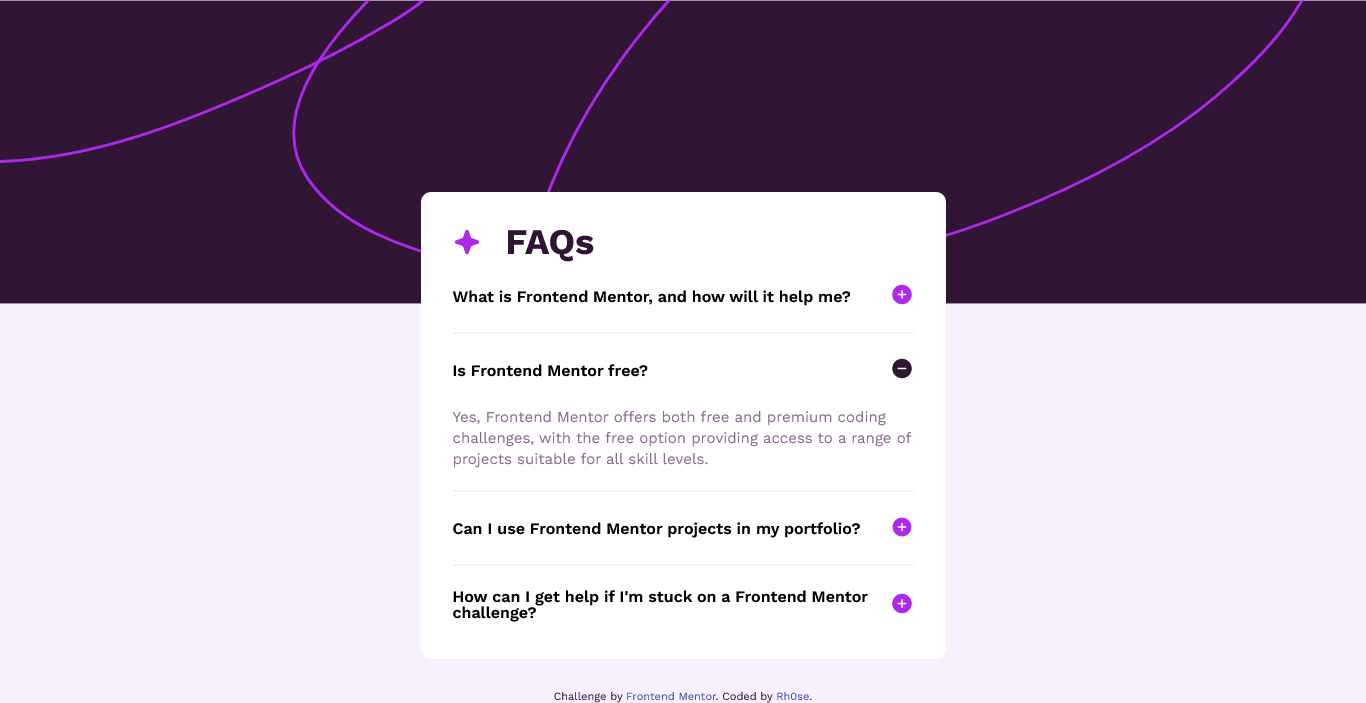 FAQs
What is Frontend Mentor, and how will it help me?
Is Frontend Mentor free?
Yes, Frontend Mentor offers both free and premium coding
challenges, with the free option providing access to a range of
projects suitable for all skill levels.
Can I use Frontend Mentor projects in my portfolio?
How can I get help if I'm stuck on a Frontend Mentor
challenge?
Challenge by Frontend Mentor. Coded by Rh0se.